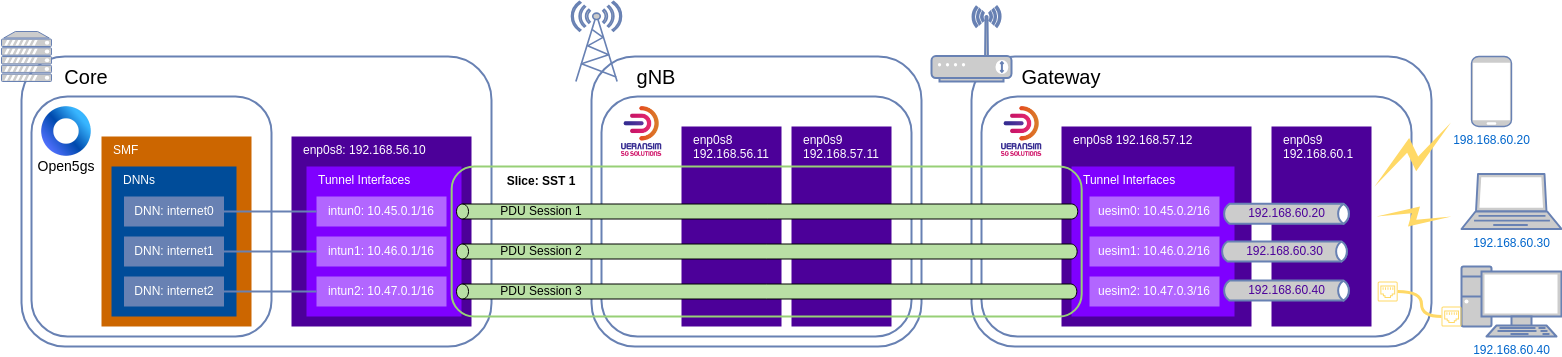 Core
Open5gs
SMF
DNNs
DNN: internet0
DNN: internet1
DNN: internet2
enp0s8: 192.168.56.10
Tunnel Interfaces
intun0: 10.45.0.1/16
intun1: 10.46.0.1/16
intun2: 10.47.0.1/16
Slice: SST 1
PDU Session 1
PDU Session 2
PDU Session 3
gNB
UERANSIM
5G SOLUTIONS
enp0s8
192.168.56.11
enp0s9
192.168.57.11
Gateway
UERANSIM
5G SOLUTIONS
enp0s8 192.168.57.12
Tunnel Interfaces
uesim0: 10.45.0.2/16
uesim1: 10.46.0.2/16
uesim2: 10.47.0.3/16
enp0s9
192.168.60.1
192.168.60.20
192.168.60.30
192.168.60.40
198.168.60.20
192.168.60.30
192.168.60.40